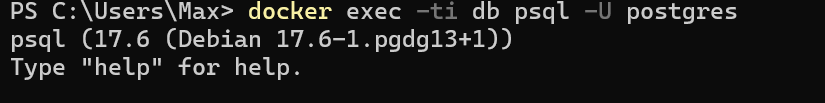 PS C:\Users\Max> docker exec -ti db psql -U postgres
psql (17.6 (Debian 17.6-1.pgdg13+1))
Type "help" for help.